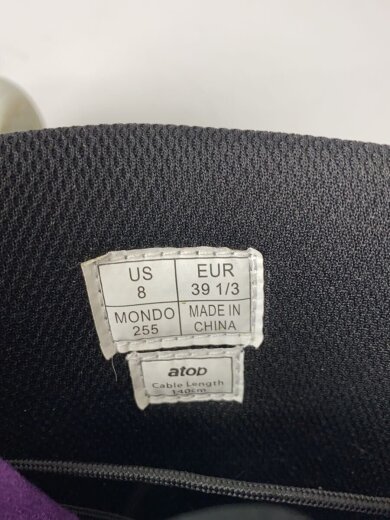 US
8
EUR
39 1/3
MONDO
255
MADE IN
CHINA
atop
Cable Length
140cm